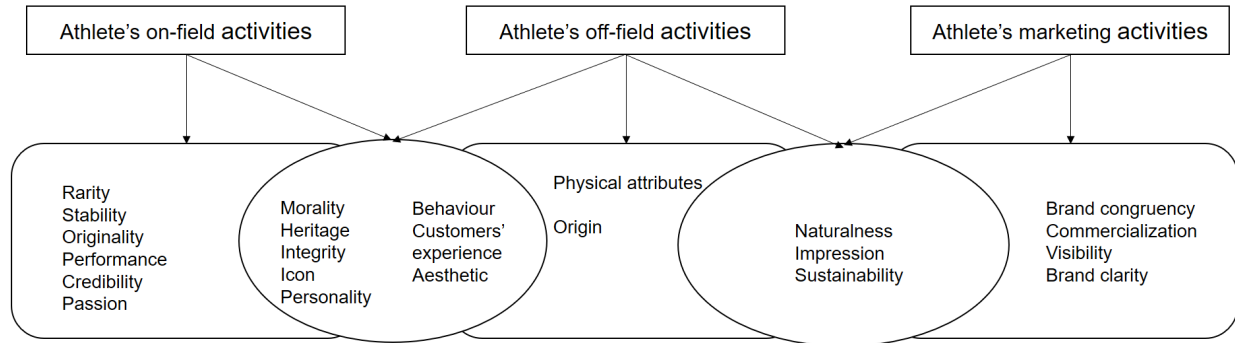 Athlete's on-field activities
Athlete's off-field activities
Athlete's marketing activities
Rarity
Stability
Originality
Performance
Credibility
Passion
Morality
Heritage
Integrity
Icon
Personality
Behaviour
Customers'
experience
Aesthetic
Physical attributes
Origin
Naturalness
Impression
Sustainability
Brand congruency
Commercialization
Visibility
Brand clarity